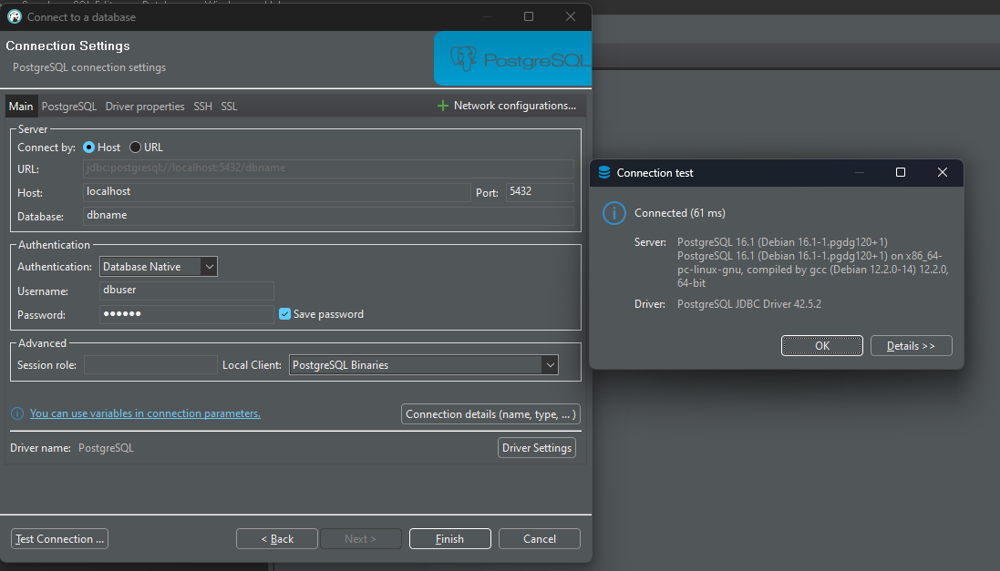 Connect to a database
Connection Settings
PostgreSQL connection settings
PostgreSQL
Main PostgreSQL Driver properties SSH SSL Network configurations...
Server
Connect by: Host URL
URL: jdbc:postgresql://localhost:5432/dbname
Host: localhost Port: 5432
Database: dbname
Authentication
Authentication: Database Native
Username: dbuser
Password: •••••• Save password
Advanced
Session role: Local Client: PostgreSQL Binaries
You can use variables in connection parameters.
Connection details (name, type, ... )
Driver name: PostgreSQL Driver Settings
Test Connection ... < Back Next > Finish Cancel
Connection test
Connected (61 ms)
Server: PostgreSQL 16.1 (Debian 16.1-1.pgdg120+1)
PostgreSQL 16.1 (Debian 16.1-1.pgdg120+1) on x86_64-
pc-linux-gnu, compiled by gcc (Debian 12.2.0-14) 12.2.0,
64-bit
Driver: PostgreSQL JDBC Driver 42.5.2
OK Details >>